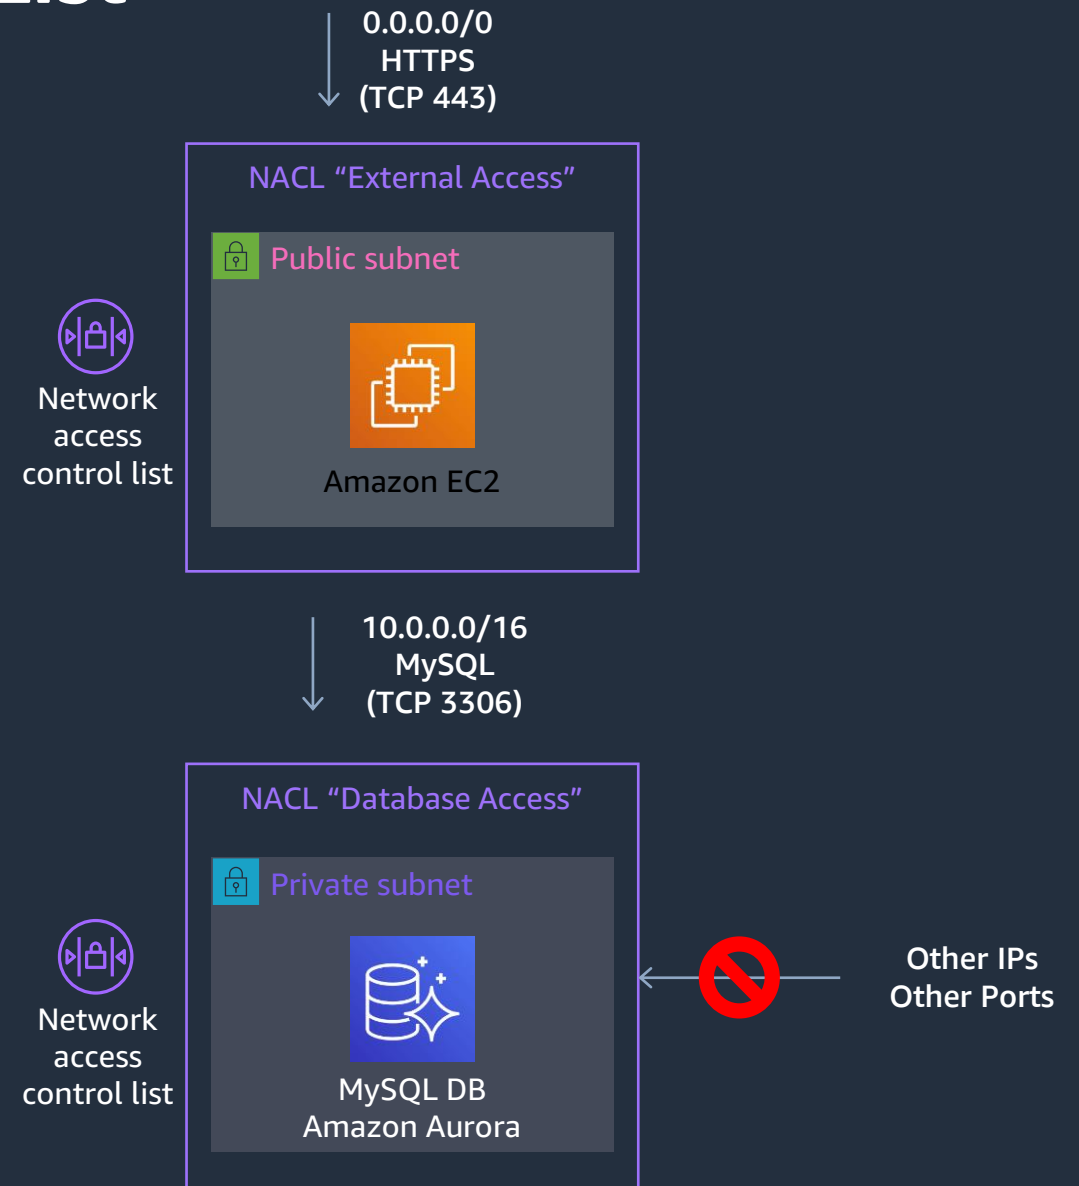 0.0.0.0/0
HTTPS
(TCP 443)
NACL “External Access”
Public subnet
Network
access
control list
Amazon EC2
10.0.0.0/16
MySQL
(TCP 3306)
NACL “Database Access”
Private subnet
Network
access
control list
MySQL DB
Amazon Aurora
Other IPs
Other Ports